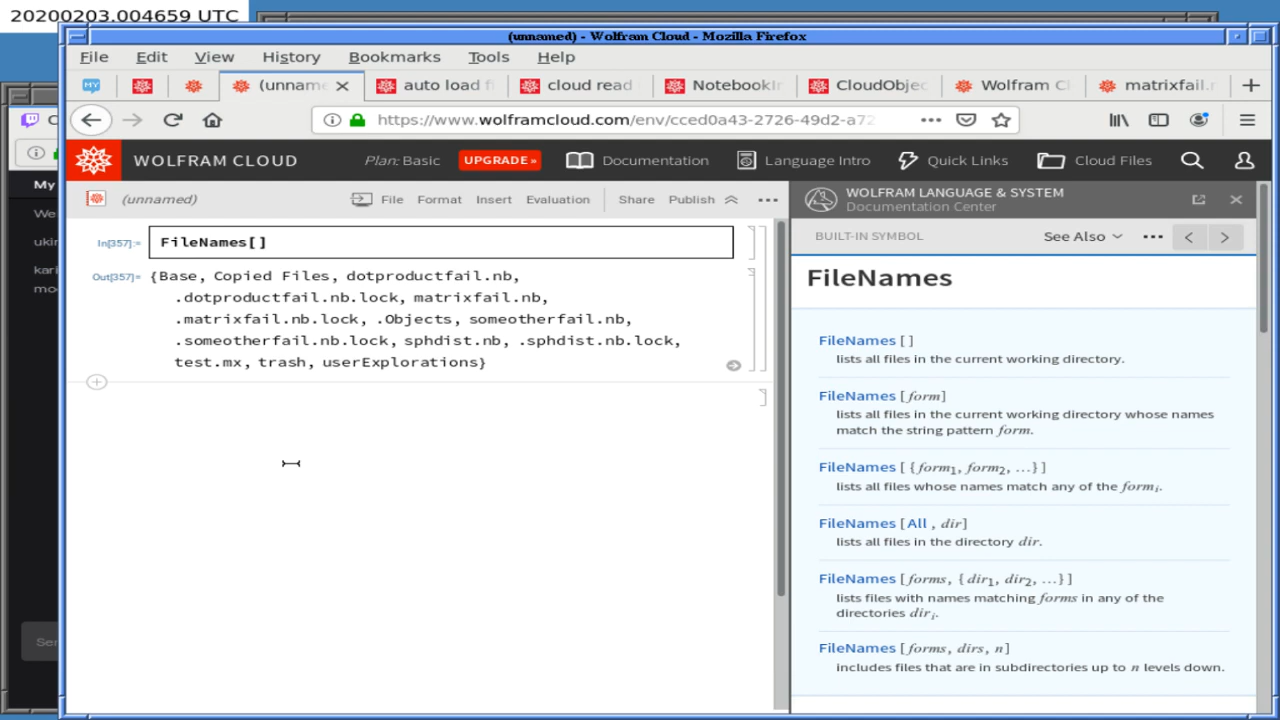 20200203.004659 UTC
(unnamed) - Wolfram Cloud - Mozilla Firefox
File Edit View History Bookmarks Tools Help
MY (unname auto load f cloud read NotebookIn CloudObjec Wolfram Cl matrixfail.n
https://www.wolframcloud.com/env/cced0a43-2726-49d2-a72
WOLFRAM CLOUD Plan: Basic UPGRADE » Documentation Language Intro Quick Links Cloud Files
(unnamed) File Format Insert Evaluation Share Publish
In[357]:= FileNames[]
Out[357]= {Base, Copied Files, dotproductfail.nb,
.dotproductfail.nb.lock, matrixfail.nb,
.matrixfail.nb.lock, .Objects, someotherfail.nb,
.someotherfail.nb.lock, sphdist.nb, .sphdist.nb.lock,
test.mx, trash, userExplorations}
WOLFRAM LANGUAGE & SYSTEM
Documentation Center
BUILT-IN SYMBOL See Also
FileNames
FileNames[]
lists all files in the current working directory.
FileNames[form]
lists all files in the current working directory whose names
match the string pattern form.
FileNames[{form1, form2, …}]
lists all files whose names match any of the formi.
FileNames[All, dir]
lists all files in the directory dir.
FileNames[forms, {dir1, dir2, …}]
lists files with names matching forms in any of the
directories diri.
FileNames[forms, dirs, n]
includes files that are in subdirectories up to n levels down.
My
We
ukin
kari
mo
Sen